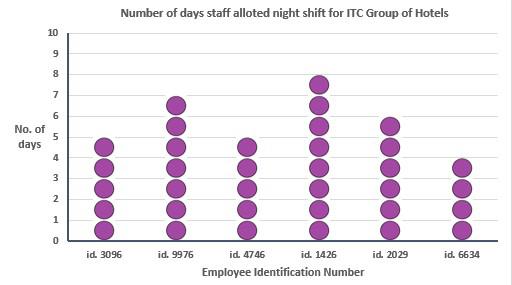 Number of days staff alloted night shift for ITC Group of Hotels
10
9
8
7
6
5
4
3
2
1
0
No. of
days
id. 3096 id. 9976 id. 4746 id. 1426 id. 2029 id. 6634
Employee Identification Number